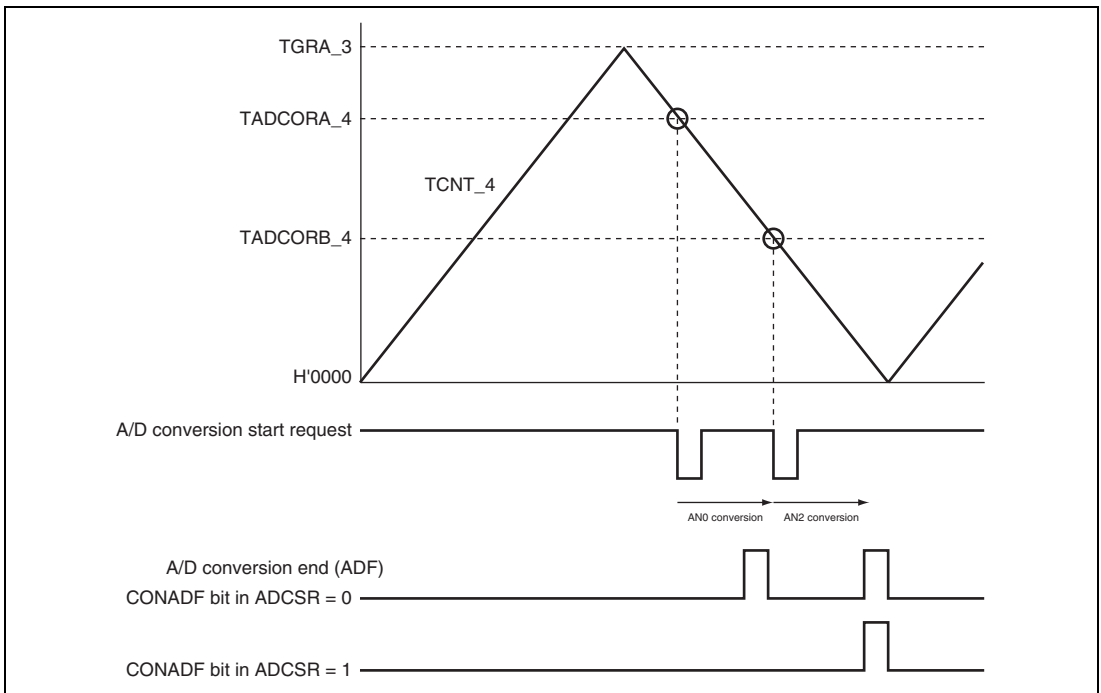 TGRA_3
TADCORA_4
TCNT_4
TADCORB_4
H'0000
A/D conversion start request
AN0 conversion
AN2 conversion
A/D conversion end (ADF)
CONADF bit in ADCSR = 0
CONADF bit in ADCSR = 1